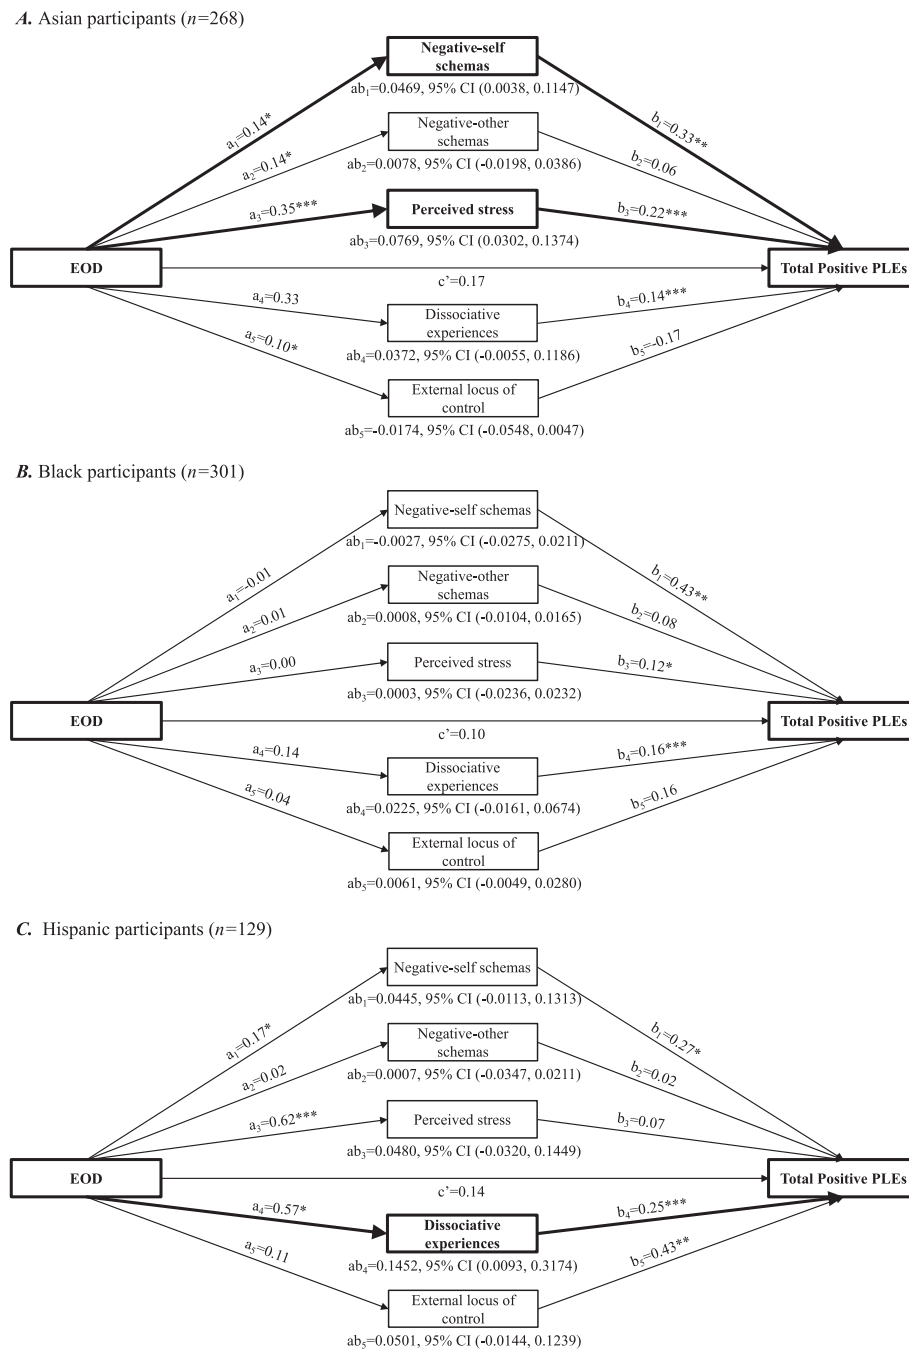 A. Asian participants (n=268)
Negative-self
schemas
ab₁=0.0469, 95% CI (0.0038, 0.1147)
a₁=0.14*
b₁=0.33**
Negative-other
schemas
ab₂=0.0078, 95% CI (-0.0198, 0.0386)
a₂=0.14*
b₂=0.06
Perceived stress
ab₃=0.0769, 95% CI (0.0302, 0.1374)
a₃=0.35***
b₃=0.22***
EOD
Total Positive PLEs
c'=0.17
a₄=0.33
Dissociative
experiences
b₄=0.14***
ab₄=0.0372, 95% CI (-0.0055, 0.1186)
a₅=0.10*
b₅=-0.17
External locus of
control
ab₅=-0.0174, 95% CI (-0.0548, 0.0047)
B. Black participants (n=301)
Negative-self schemas
ab₁=-0.0027, 95% CI (-0.0275, 0.0211)
a₁=-0.01
b₁=0.43**
Negative-other
schemas
ab₂=0.0008, 95% CI (-0.0104, 0.0165)
a₂=0.01
b₂=0.08
Perceived stress
ab₃=0.0003, 95% CI (-0.0236, 0.0232)
a₃=0.00
b₃=0.12*
EOD
Total Positive PLEs
c'=0.10
a₄=0.14
Dissociative
experiences
b₄=0.16***
ab₄=0.0225, 95% CI (-0.0161, 0.0674)
a₅=0.04
b₅=0.16
External locus of
control
ab₅=0.0061, 95% CI (-0.0049, 0.0280)
C. Hispanic participants (n=129)
Negative-self schemas
ab₁=0.0445, 95% CI (-0.0113, 0.1313)
a₁=0.17*
b₁=0.27*
Negative-other
schemas
ab₂=0.0007, 95% CI (-0.0347, 0.0211)
a₂=0.02
b₂=0.02
Perceived stress
ab₃=0.0480, 95% CI (-0.0320, 0.1449)
a₃=0.62***
b₃=0.07
EOD
Total Positive PLEs
c'=0.14
a₄=0.57*
Dissociative
experiences
b₄=0.25***
ab₄=0.1452, 95% CI (0.0093, 0.3174)
a₅=0.11
b₅=0.43**
External locus of
control
ab₅=0.0501, 95% CI (-0.0144, 0.1239)